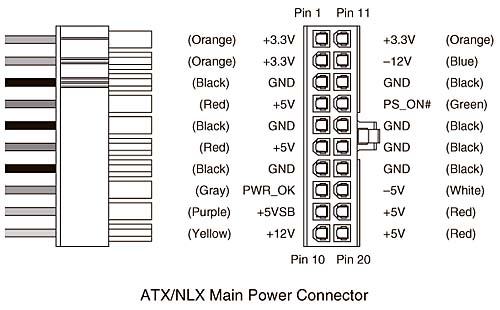 Pin 1 Pin 11
(Orange) +3.3V +3.3V (Orange)
(Orange) +3.3V –12V (Blue)
(Black) GND GND (Black)
(Red) +5V PS_ON# (Green)
(Black) GND GND (Black)
(Red) +5V GND (Black)
(Black) GND GND (Black)
(Gray) PWR_OK –5V (White)
(Purple) +5VSB +5V (Red)
(Yellow) +12V +5V (Red)
Pin 10 Pin 20
ATX/NLX Main Power Connector